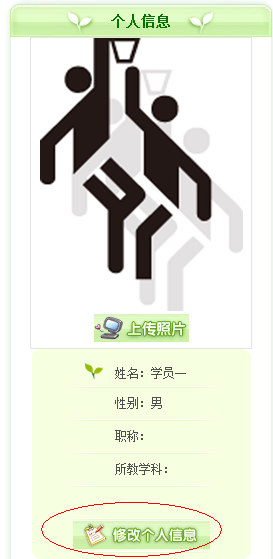 个人信息
上传照片
姓名：学员一
性别：男
职称：
所教学科：
修改个人信息